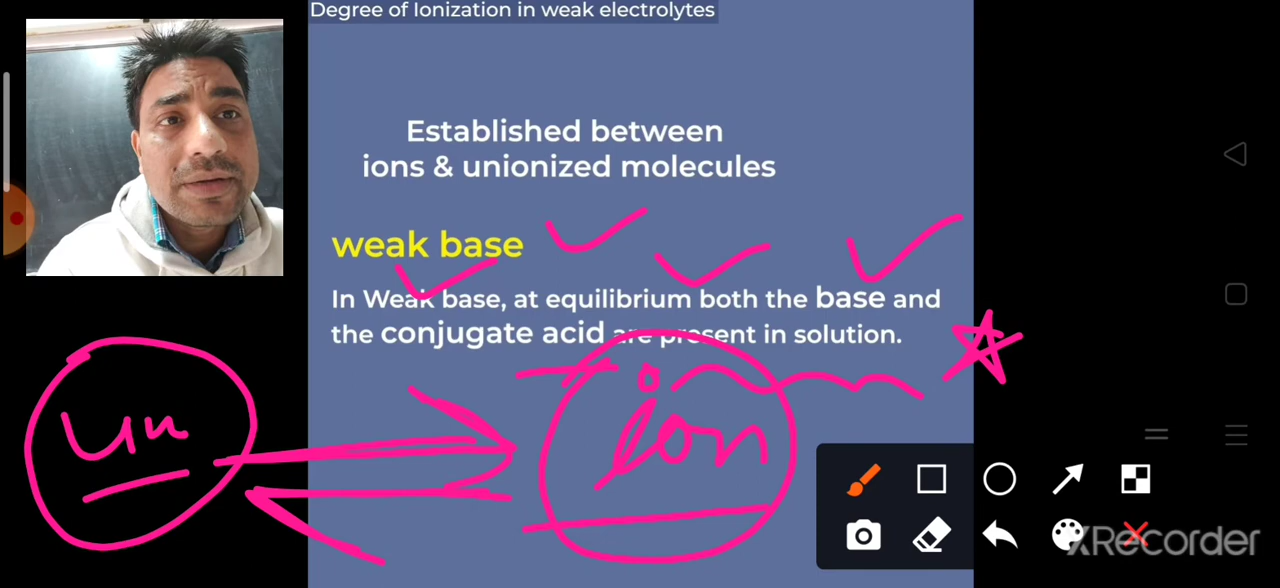 Degree of Ionization in weak electrolytes
Established between
ions & unionized molecules
weak base
In Weak base, at equilibrium both the base and
the conjugate acid are present in solution.
Un
ion
XRecorder